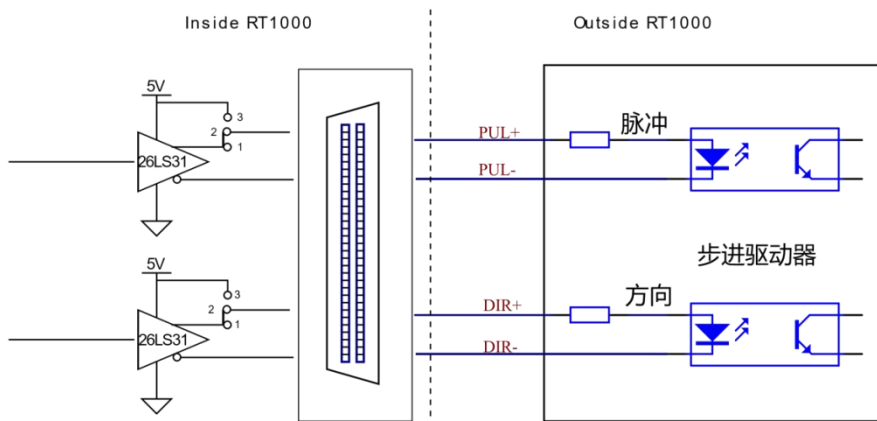 Inside RT1000
Outside RT1000
5V
3
2
1
26LS31
PUL+
脉冲
PUL-
步进驱动器
5V
3
2
1
26LS31
DIR+
方向
DIR-